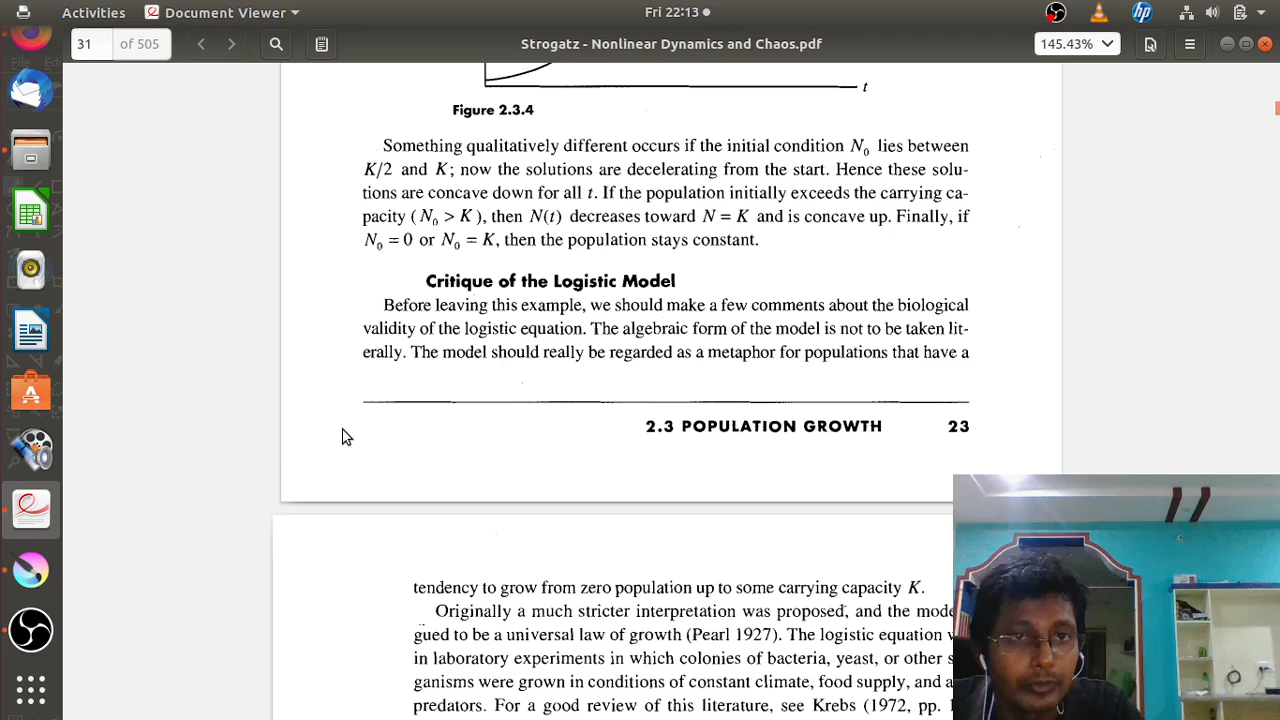 Activities Document Viewer Fri 22:13
31 of 505 Strogatz - Nonlinear Dynamics and Chaos.pdf 145.43%
t
Figure 2.3.4
Something qualitatively different occurs if the initial condition N₀ lies between
K/2 and K; now the solutions are decelerating from the start. Hence these solu-
tions are concave down for all t. If the population initially exceeds the carrying ca-
pacity (N₀ > K), then N(t) decreases toward N = K and is concave up. Finally, if
N₀ = 0 or N₀ = K, then the population stays constant.
Critique of the Logistic Model
Before leaving this example, we should make a few comments about the biological
validity of the logistic equation. The algebraic form of the model is not to be taken lit-
erally. The model should really be regarded as a metaphor for populations that have a
2.3 POPULATION GROWTH 23
tendency to grow from zero population up to some carrying capacity K.
Originally a much stricter interpretation was proposed, and the mode
gued to be a universal law of growth (Pearl 1927). The logistic equation
in laboratory experiments in which colonies of bacteria, yeast, or other s
ganisms were grown in conditions of constant climate, food supply, and a
predators. For a good review of this literature, see Krebs (1972, pp.